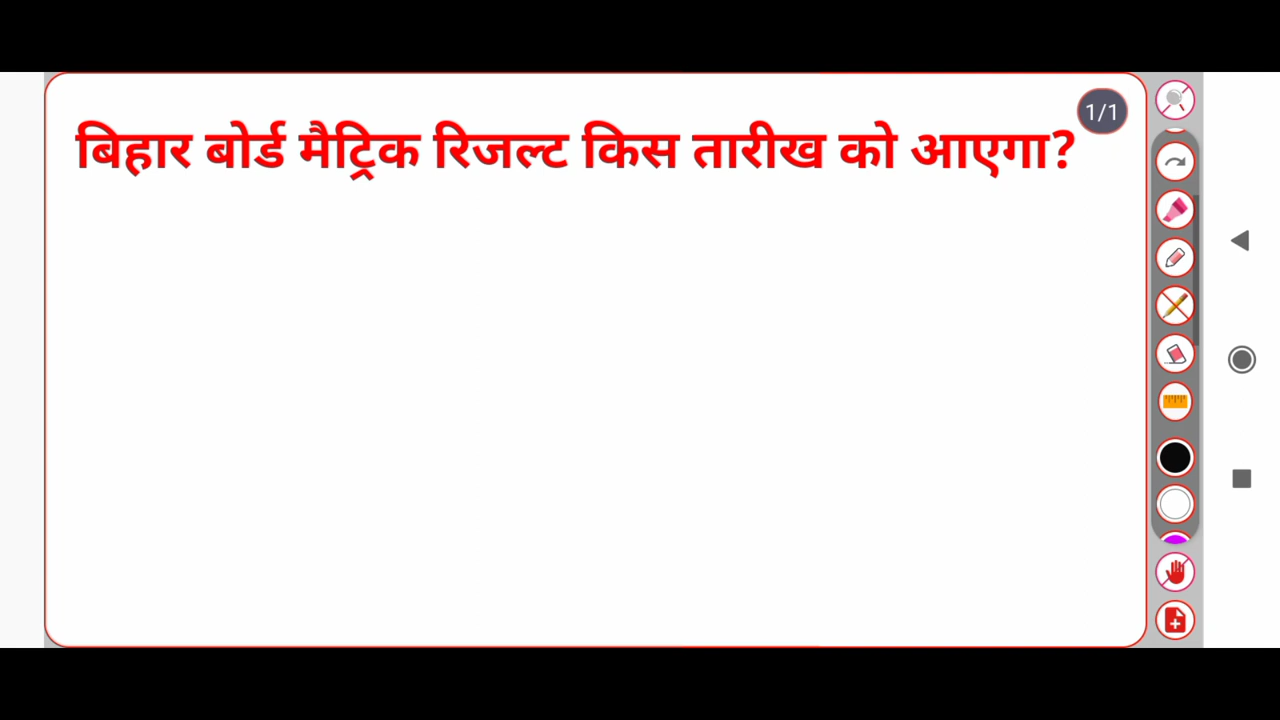 बिहार बोर्ड मैट्रिक रिजल्ट किस तारीख को आएगा?
1/1